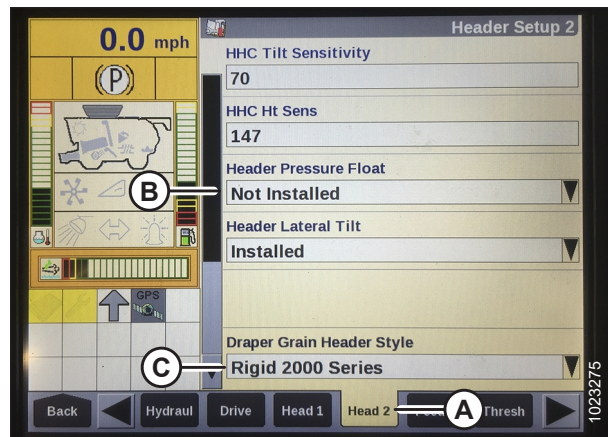 0.0 mph
(P)
GPS
Header Setup 2
HHC Tilt Sensitivity
70
HHC Ht Sens
147
Header Pressure Float
B
Not Installed
Header Lateral Tilt
Installed
Draper Grain Header Style
C
Rigid 2000 Series
Back
Hydraul
Drive
Head 1
Head 2
A
Thresh
1023275